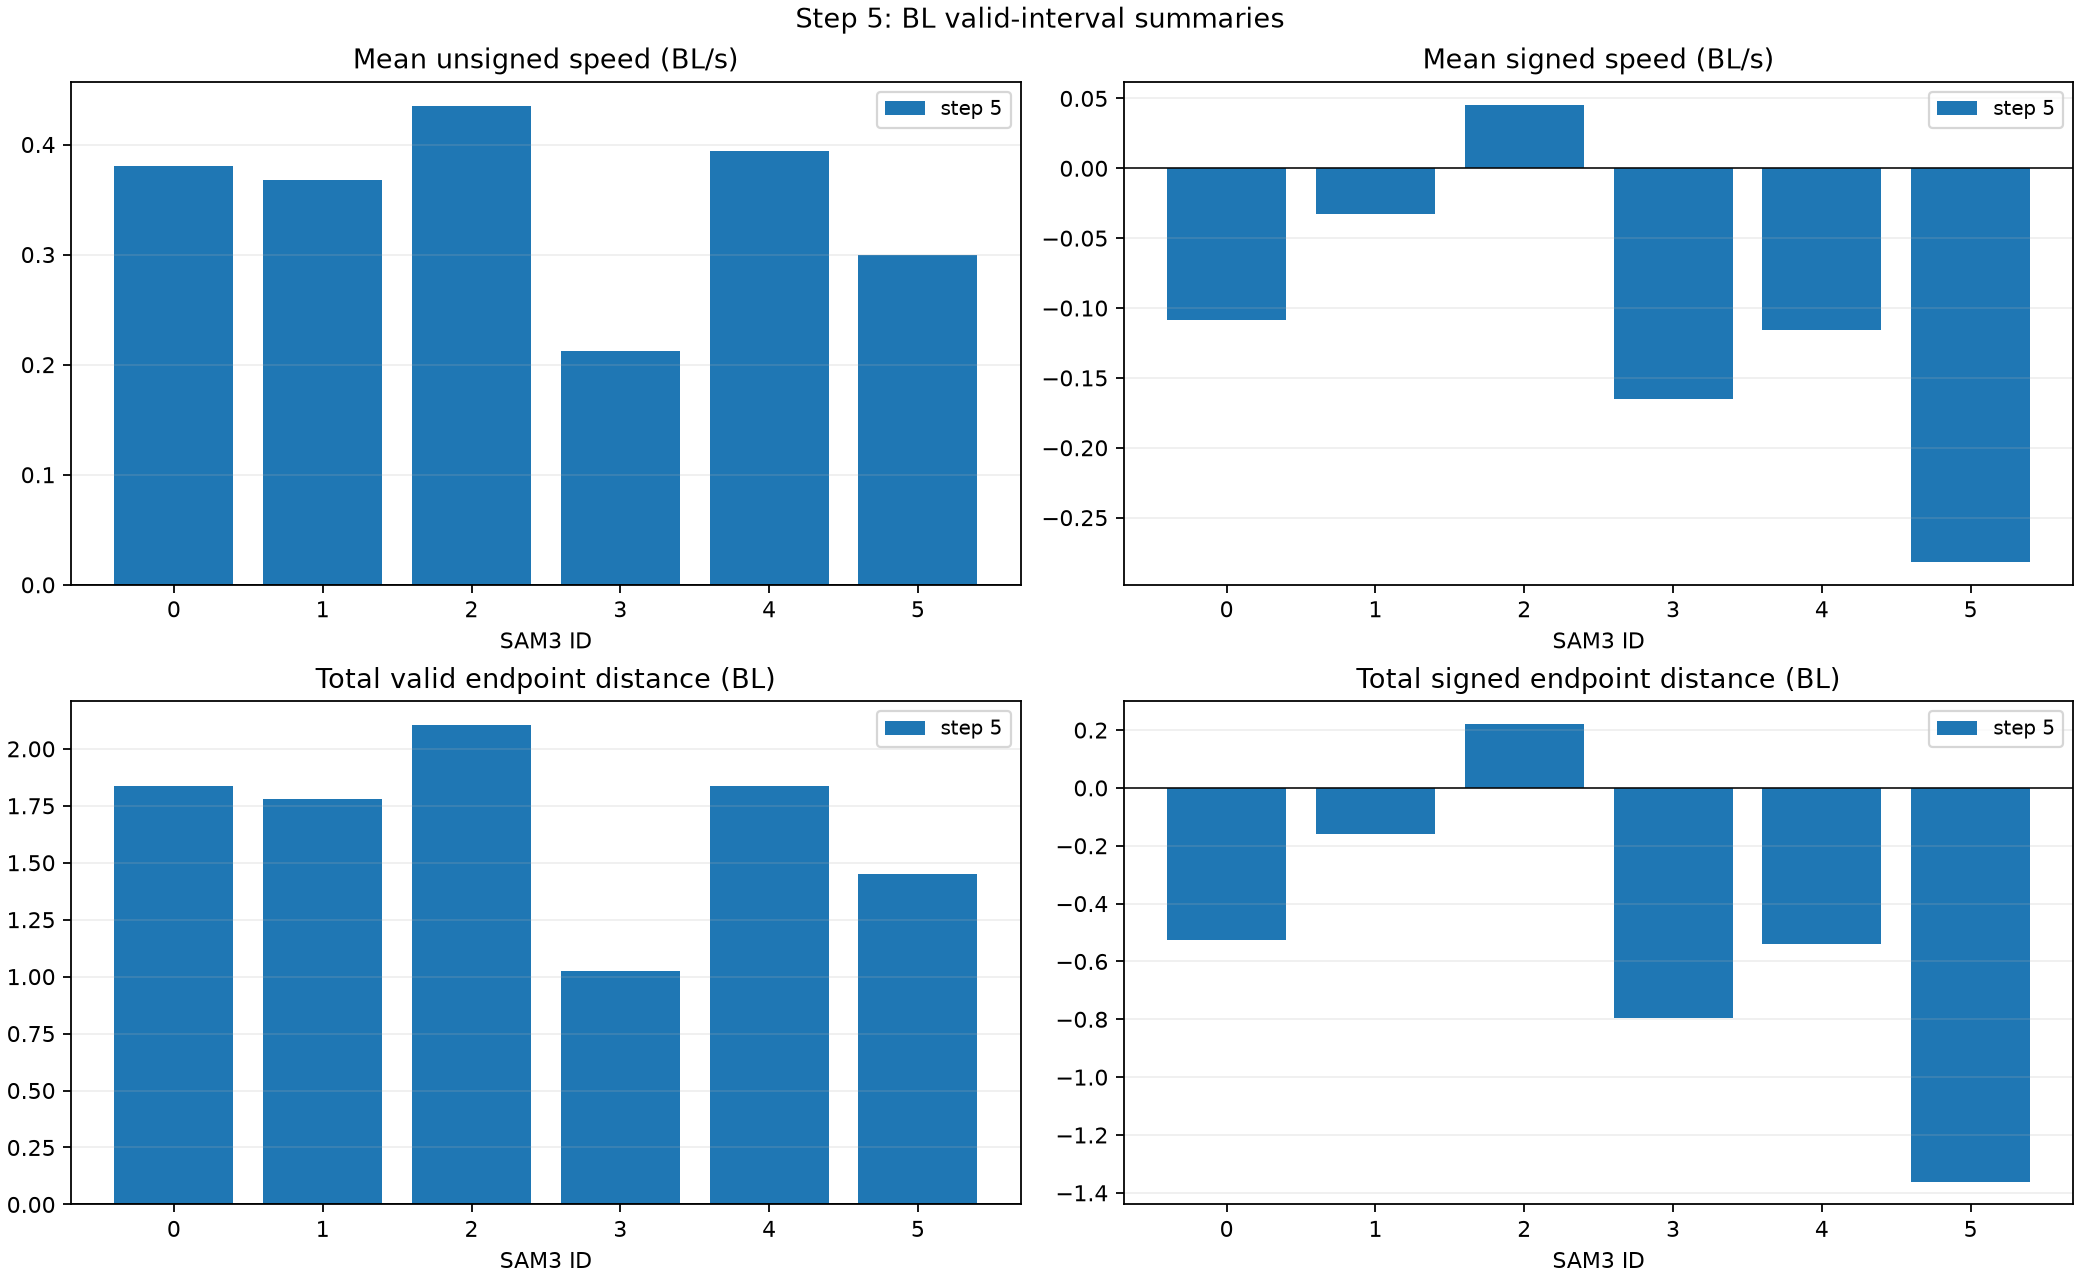 Step 5: BL valid-interval summaries
Mean unsigned speed (BL/s)
step 5
0.4
0.3
0.2
0.1
0.0
0 1 2 3 4 5
SAM3 ID
Mean signed speed (BL/s)
step 5
0.05
0.00
−0.05
−0.10
−0.15
−0.20
−0.25
0 1 2 3 4 5
SAM3 ID
Total valid endpoint distance (BL)
step 5
2.00
1.75
1.50
1.25
1.00
0.75
0.50
0.25
0.00
0 1 2 3 4 5
SAM3 ID
Total signed endpoint distance (BL)
step 5
0.2
0.0
−0.2
−0.4
−0.6
−0.8
−1.0
−1.2
−1.4
0 1 2 3 4 5
SAM3 ID